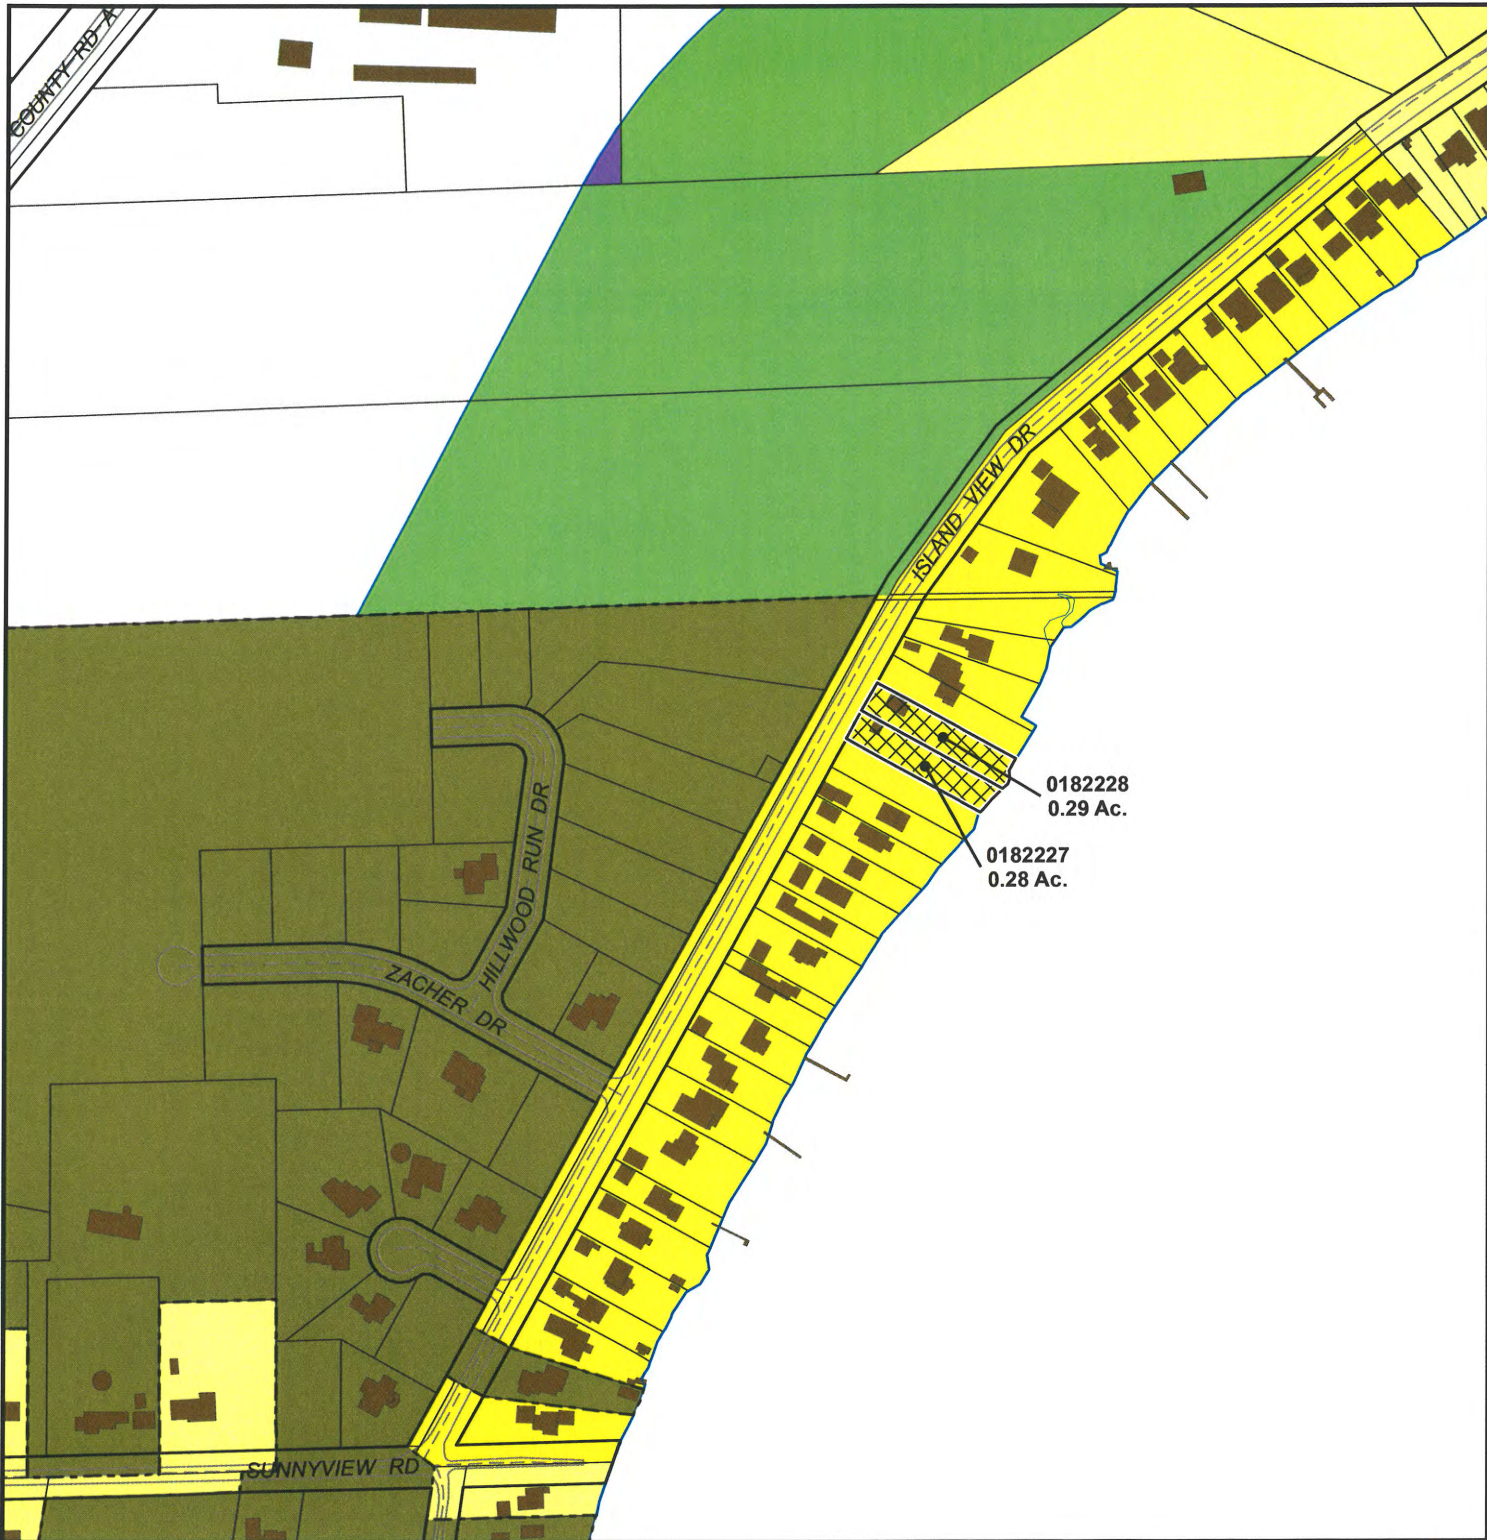 COUNTY RD A
ISLAND VIEW DR
0182228
0.29 Ac.
0182227
0.28 Ac.
HILLWOOD RUN DR
ZACHER DR
SUNNYVIEW RD